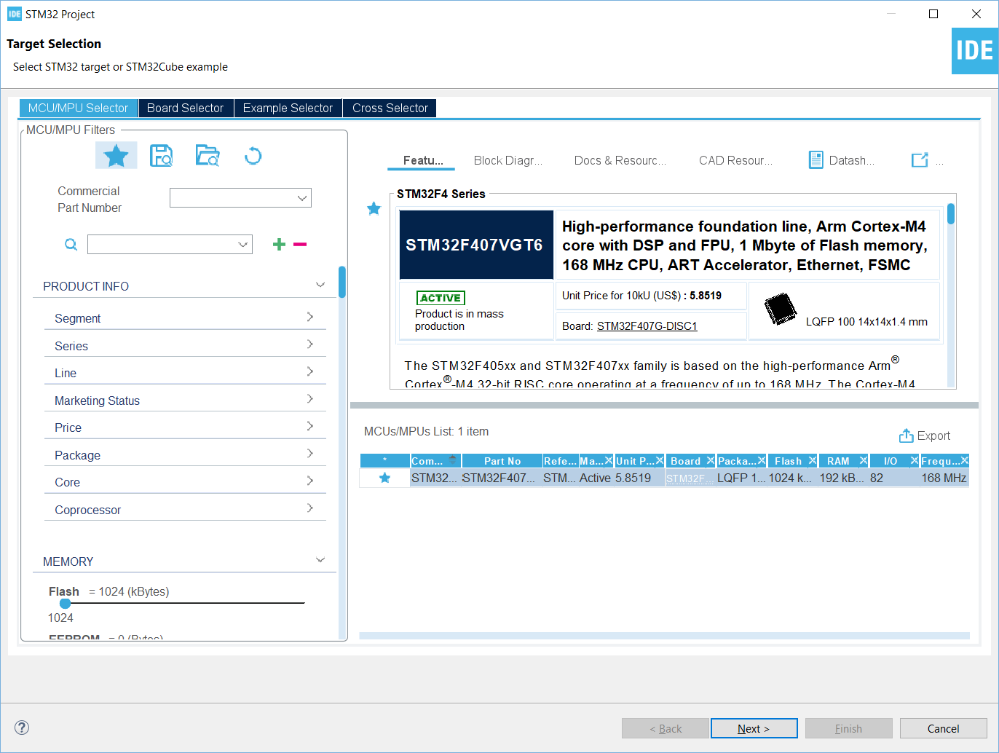 IDE STM32 Project
Target Selection
Select STM32 target or STM32Cube example
IDE
MCU/MPU Selector Board Selector Example Selector Cross Selector
MCU/MPU Filters
Commercial
Part Number
PRODUCT INFO
Segment
Series
Line
Marketing Status
Price
Package
Core
Coprocessor
MEMORY
Flash = 1024 (kBytes)
1024
EEPROM = 0 (Bytes)
Featu... Block Diagr... Docs & Resourc... CAD Resour... Datash... ...
STM32F4 Series
STM32F407VGT6
High-performance foundation line, Arm Cortex-M4
core with DSP and FPU, 1 Mbyte of Flash memory,
168 MHz CPU, ART Accelerator, Ethernet, FSMC
ACTIVE
Product is in mass
production
Unit Price for 10kU (US$) : 5.8519
Board: STM32F407G-DISC1
LQFP 100 14x14x1.4 mm
The STM32F405xx and STM32F407xx family is based on the high-performance Arm®
Cortex®-M4 32-bit RISC core operating at a frequency of up to 168 MHz. The Cortex-M4
MCUs/MPUs List: 1 item
Export
* Com... Part No Refe... Ma... Unit P... Board Packa... Flash RAM I/O Frequ...
STM32... STM32F407... STM... Active 5.8519 STM32F... LQFP 1... 1024 k... 192 kB... 82 168 MHz
? < Back Next > Finish Cancel